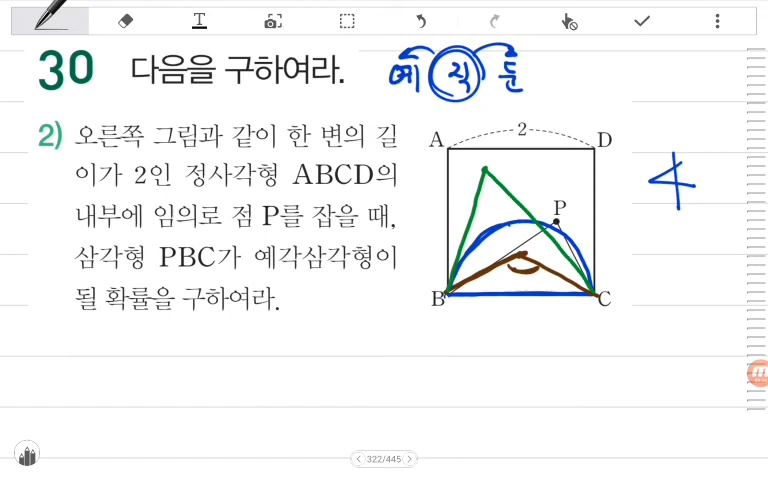 T
30 다음을 구하여라. 예 직 둔
2) 오른쪽 그림과 같이 한 변의 길
이가 2인 정사각형 ABCD의
내부에 임의로 점 P를 잡을 때,
삼각형 PBC가 예각삼각형이
될 확률을 구하여라.
A 2 D
P
B C
4
322/445